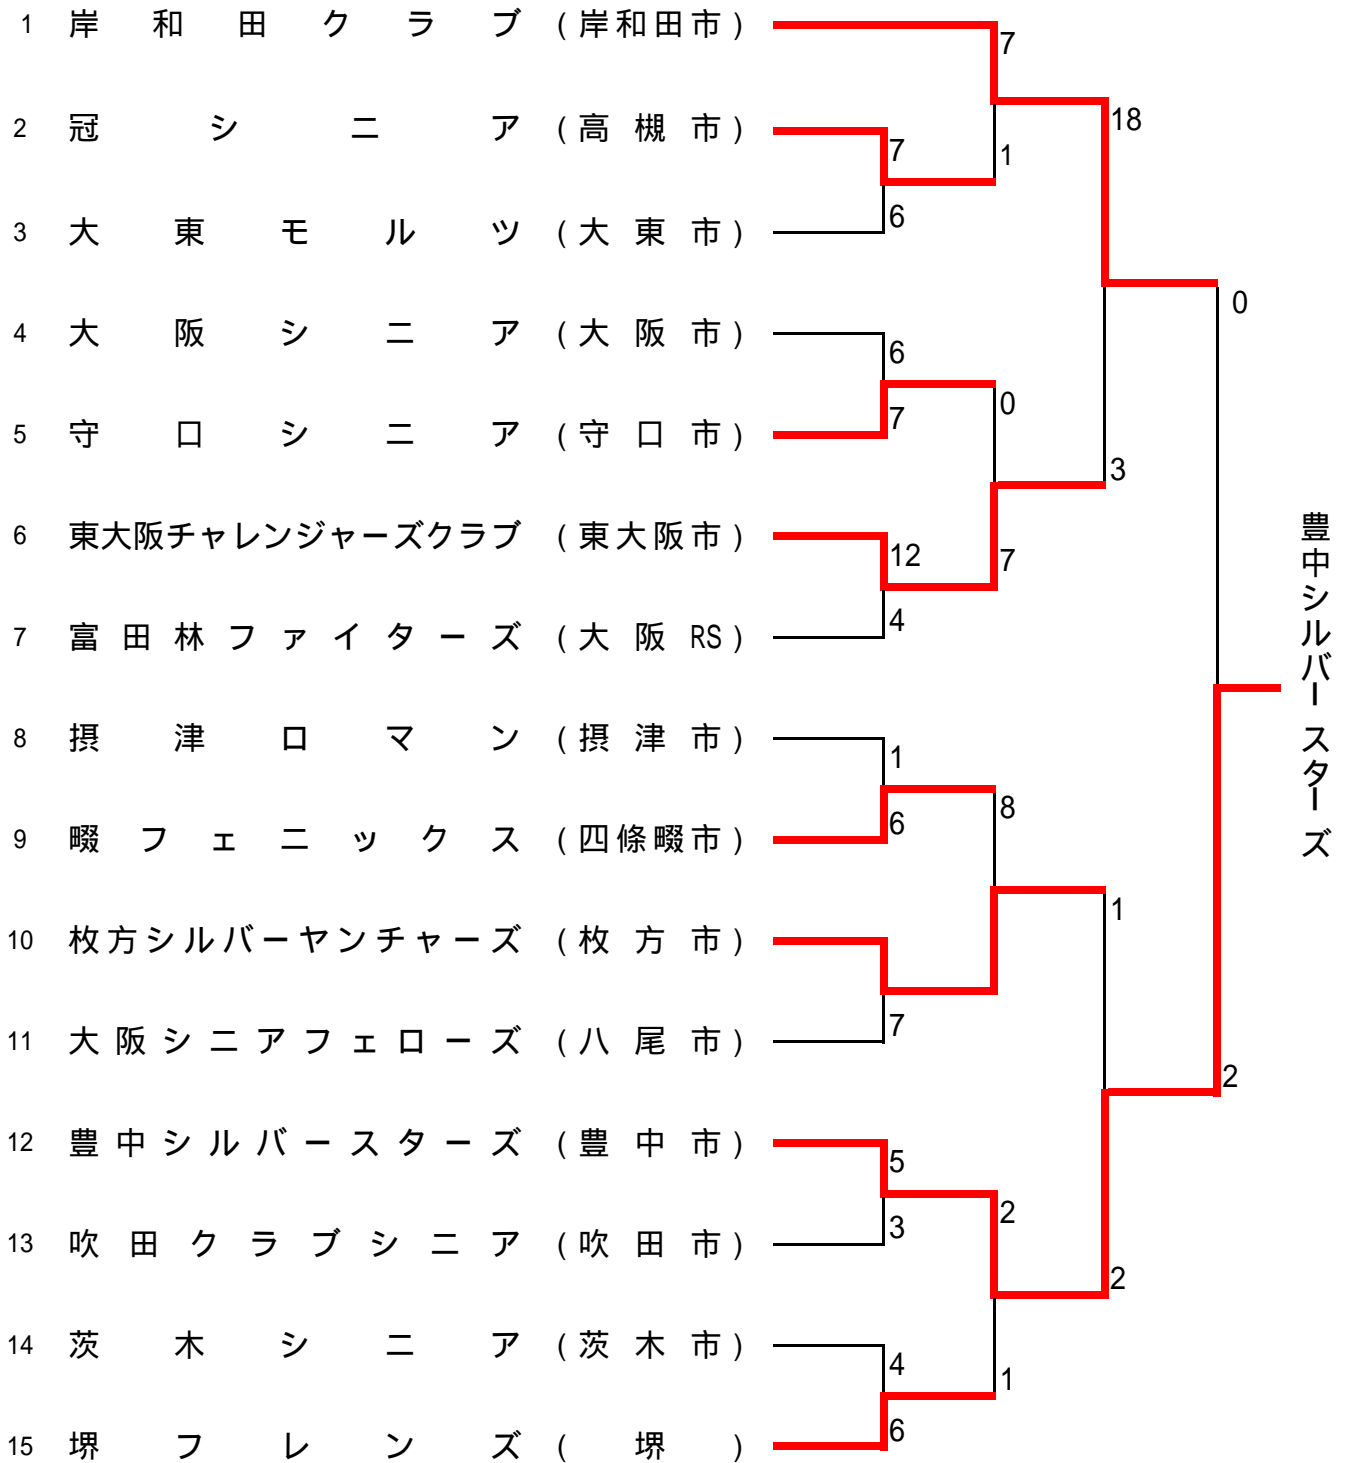 1 岸和田クラブ (岸和田市)
7
2 冠シニア (高槻市)
18
7
1
3 大東モルツ (大東市)
6
0
4 大阪シニア (大阪市)
6
0
5 守口シニア (守口市)
7
3
6 東大阪チャレンジャーズクラブ (東大阪市)
12
7
7 富田林ファイターズ (大阪RS)
4
豊中シルバースターズ
8 摂津ロマン (摂津市)
1
8
9 畷フェニックス (四條畷市)
6
1
10 枚方シルバーヤンチャーズ (枚方市)
11 大阪シニアフェローズ (八尾市)
7
2
12 豊中シルバースターズ (豊中市)
5
2
13 吹田クラブシニア (吹田市)
3
2
14 茨木シニア (茨木市)
4
1
15 堺フレンズ (堺)
6